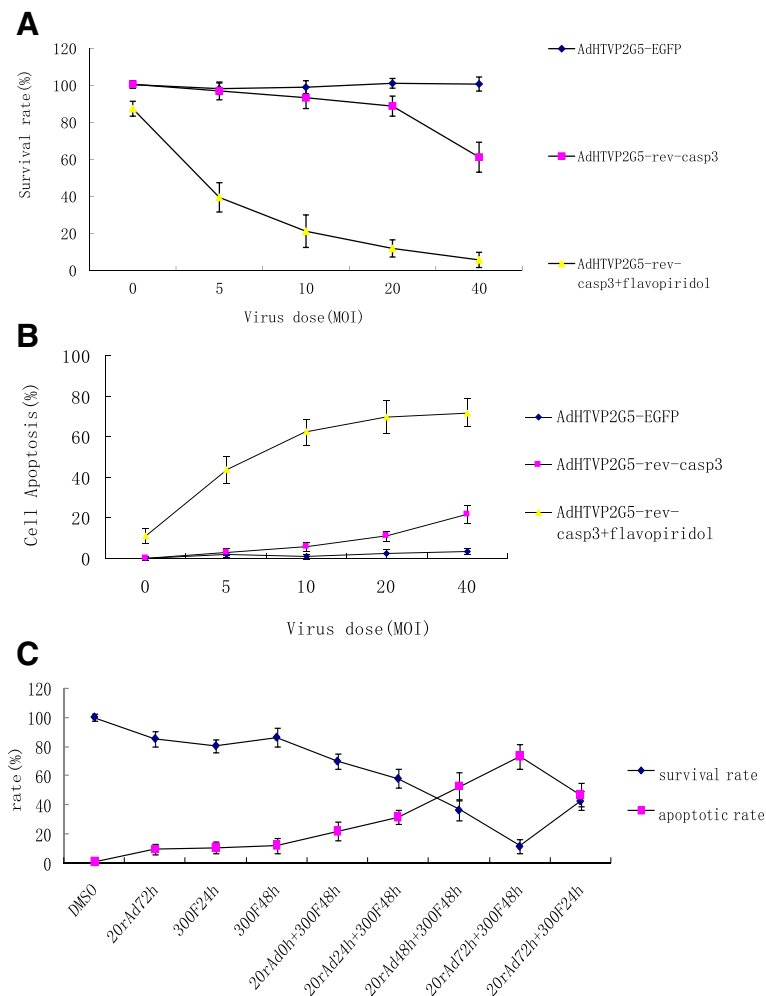 A
120
100
80
60
40
20
0
Survival rate(%)
0 5 10 20 40
Virus dose(MOI)
AdHTVP2G5-EGFP
AdHTVP2G5-rev-casp3
AdHTVP2G5-rev-
casp3+flavopiridol
B
100
80
60
40
20
0
Cell Apoptosis(%)
0 5 10 20 40
Virus dose(MOI)
AdHTVP2G5-EGFP
AdHTVP2G5-rev-casp3
AdHTVP2G5-rev-
casp3+flavopiridol
C
120
100
80
60
40
20
0
rate(%)
DMSO
20rAd72h
300F24h
300F48h
20rAd0h+300F48h
20rAd24h+300F48h
20rAd48h+300F48h
20rAd72h+300F48h
20rAd72h+300F24h
survival rate
apoptotic rate